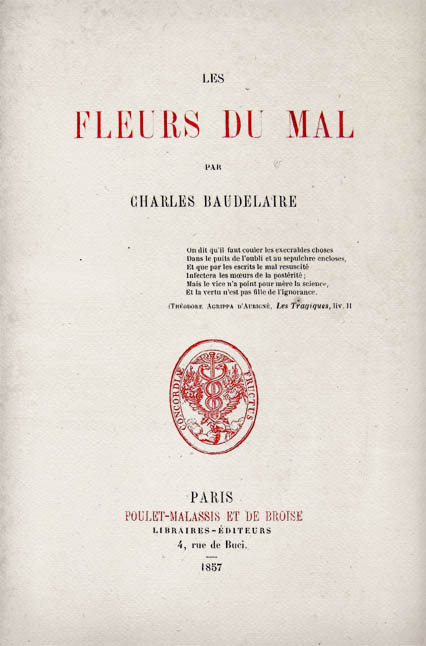 LES
FLEURS DU MAL
PAR
CHARLES BAUDELAIRE
On dit qu'il faut couler les execrables choses
Dans le puits de l'oubli et au sepulchre encloses,
Et que par les escrits le mal resuscité
Infectera les mœurs de la postérité;
Mais le vice n'a point pour mère la science,
Et la vertu n'est pas fille de l'ignorance.
(THÉODORE AGRIPPA D'AUBIGNÉ, Les Tragiques, liv. II
CONCORDIÆ FRUCTUS
PARIS
POULET-MALASSIS ET DE BROISE
LIBRAIRES-ÉDITEURS
4, rue de Buci.
1857